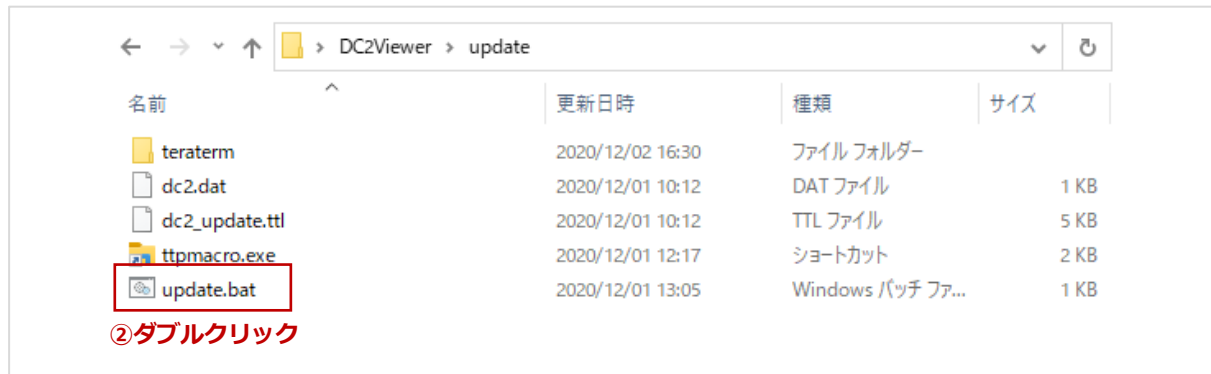 DC2Viewer > update
名前 更新日時 種類 サイズ
teraterm 2020/12/02 16:30 ファイル フォルダー
dc2.dat 2020/12/01 10:12 DAT ファイル 1 KB
dc2_update.ttl 2020/12/01 10:12 TTL ファイル 5 KB
ttpmacro.exe 2020/12/01 12:17 ショートカット 2 KB
update.bat 2020/12/01 13:05 Windows バッチ ファ... 1 KB
②ダブルクリック